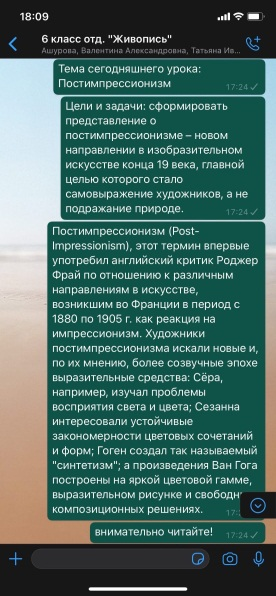 18:09
6 класс отд. "Живопись"
Ашурова, Валентина Александровна, Татьяна Ив...
Тема сегодняшнего урока:
Постимпрессионизм
17:24
Цели и задачи: сформировать
представление о
постимпрессионизме – новом
направлении в изобразительном
искусстве конца 19 века, главной
целью которого стало
самовыражение художников, а не
подражание природе.
17:24
Постимпрессионизм (Post-
Impressionism), этот термин впервые
употребил английский критик Роджер
Фрай по отношению к различным
направлениям в искусстве,
возникшим во Франции в период с
1880 по 1905 г. как реакция на
импрессионизм. Художники
постимпрессионизма искали новые и,
по их мнению, более созвучные эпохе
выразительные средства: Сёра,
например, изучал проблемы
восприятия света и цвета; Сезанна
интересовали устойчивые
закономерности цветовых сочетаний
и форм; Гоген создал так называемый
"синтетизм"; а произведения Ван Гога
построены на яркой цветовой гамме,
выразительном рисунке и
композиционных решениях.
внимательно читайте!
17:24